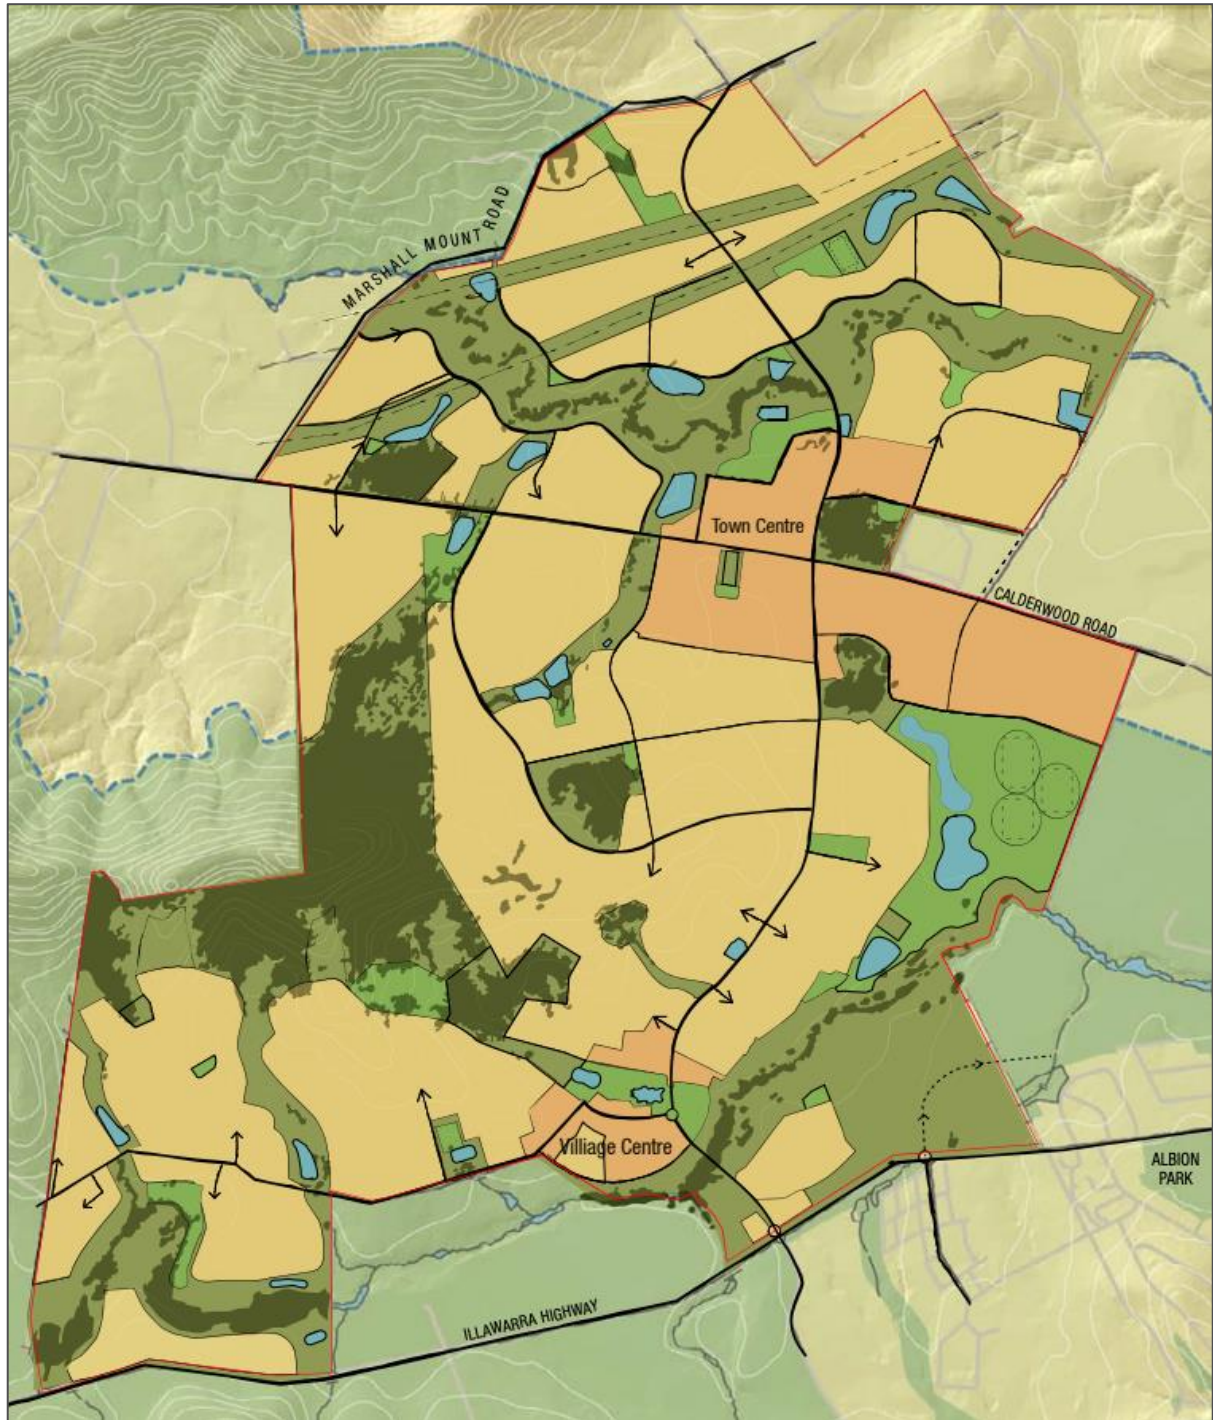 MARSHALL MOUNT ROAD
Town Centre
CALDERWOOD ROAD
Villiage Centre
ALBION
PARK
ILLAWARRA HIGHWAY